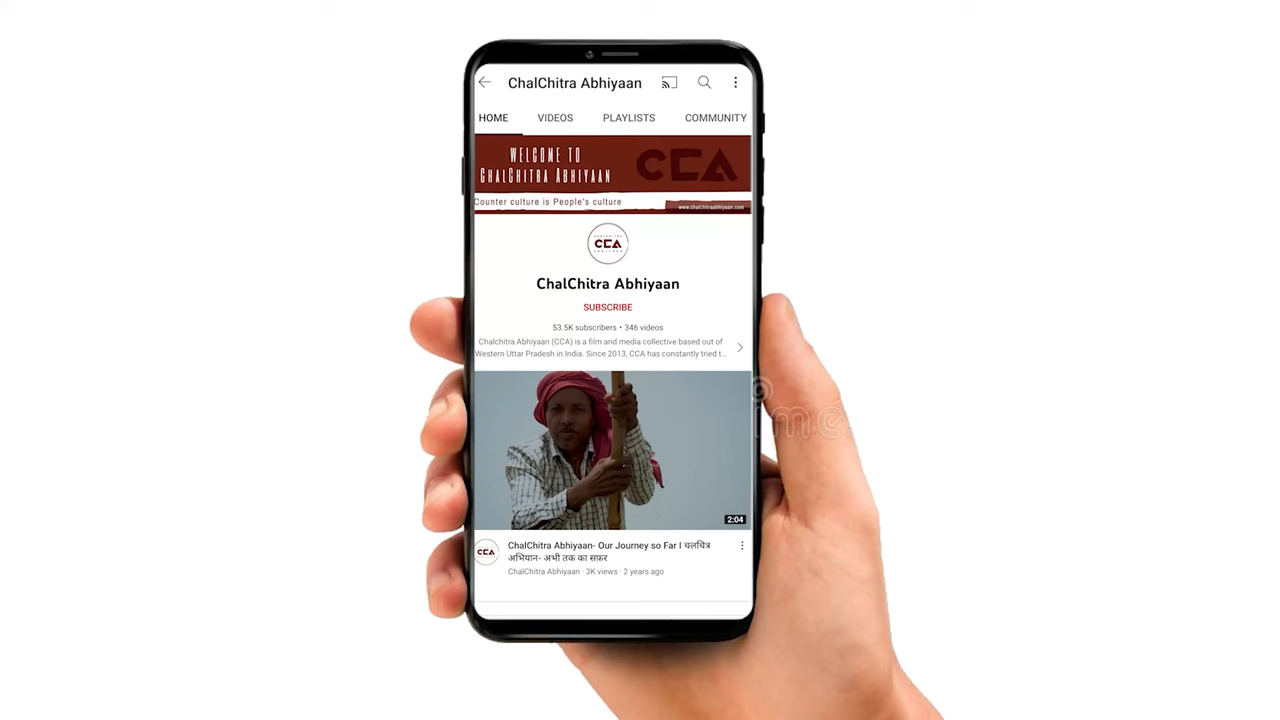 ChalChitra Abhiyaan
HOME VIDEOS PLAYLISTS COMMUNITY
WELCOME TO
CHALCHITRA ABHIYAAN
CCA
Counter culture is People's culture
www.chalchitraabhiyaan.com
CCA
ChalChitra Abhiyaan
SUBSCRIBE
53.5K subscribers • 346 videos
Chalchitra Abhiyaan (CCA) is a film and media collective based out of
Western Uttar Pradesh in India. Since 2013, CCA has constantly tried t...
2:04
CCA
ChalChitra Abhiyaan- Our Journey so Far I चलचित्र
अभियान- अभी तक का सफ़र
ChalChitra Abhiyaan · 3K views · 2 years ago